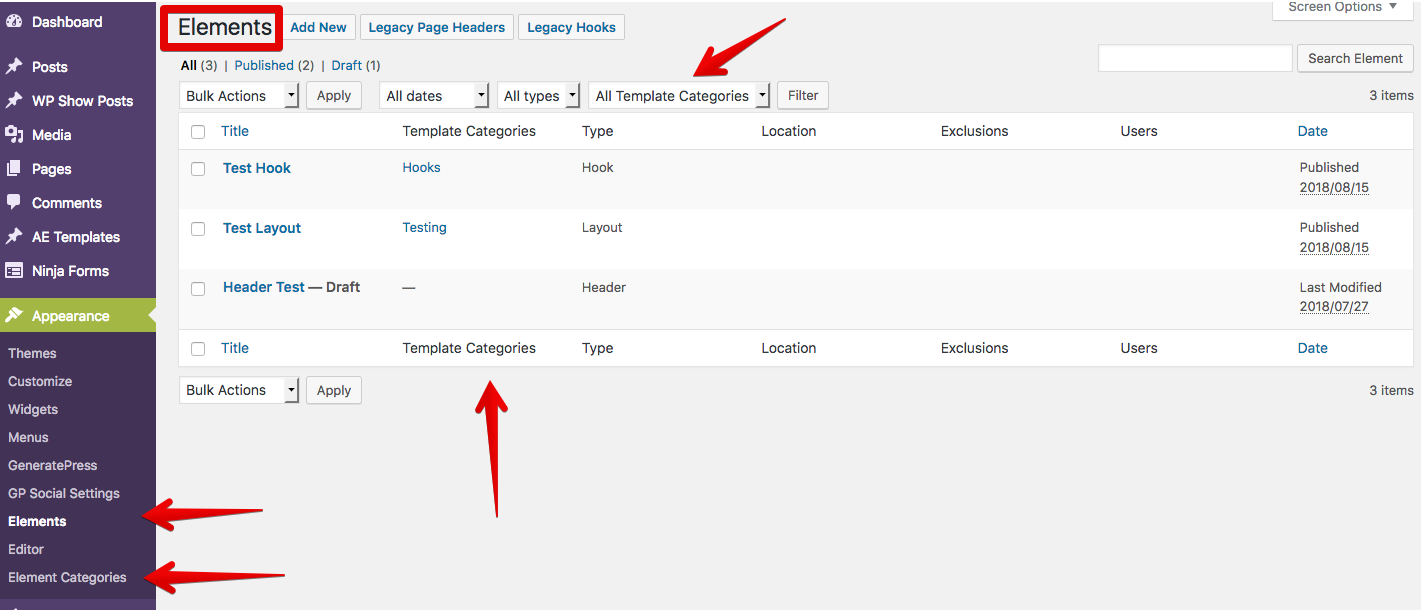 Dashboard
Posts
WP Show Posts
Media
Pages
Comments
AE Templates
Ninja Forms
Appearance
Themes
Customize
Widgets
Menus
GeneratePress
GP Social Settings
Elements
Editor
Element Categories
Screen Options
Elements Add New Legacy Page Headers Legacy Hooks
All (3) | Published (2) | Draft (1)
Search Element
Bulk Actions Apply All dates All types All Template Categories Filter 3 items
Title Template Categories Type Location Exclusions Users Date
Test Hook Hooks Hook Published
2018/08/15
Test Layout Testing Layout Published
2018/08/15
Header Test — Draft — Header Last Modified
2018/07/27
Title Template Categories Type Location Exclusions Users Date
Bulk Actions Apply 3 items